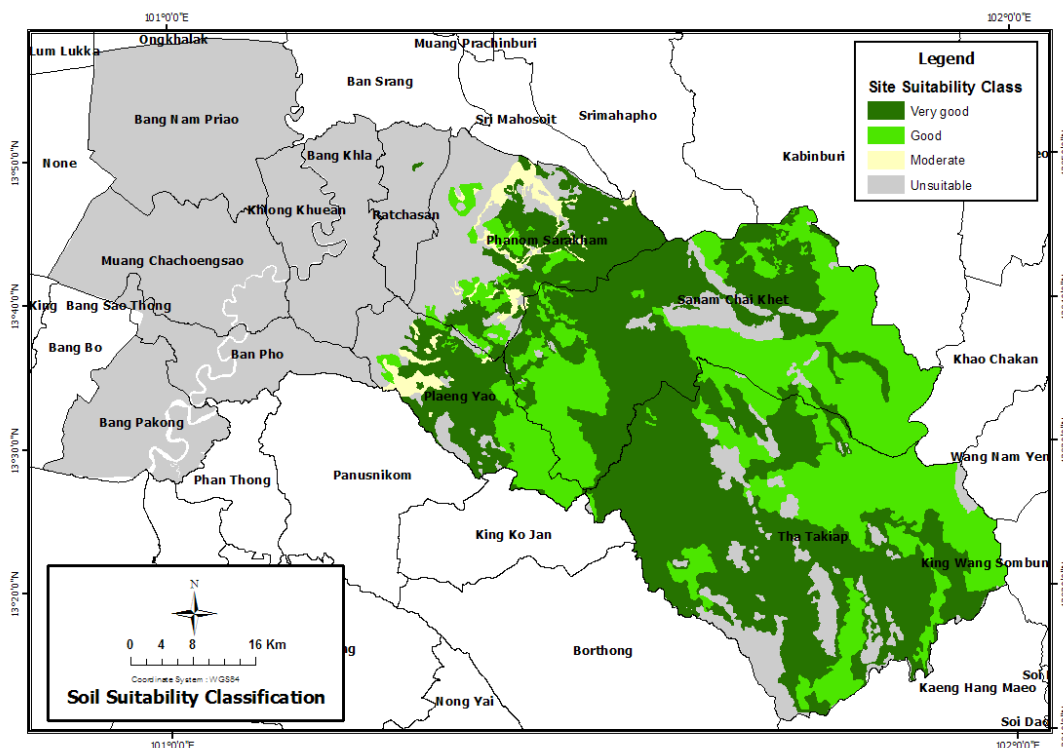 101°0'0"E
102°0'0"E
Ongkhalak
Lum Lukka
Muang Prachinburi
Ban Srang
Legend
Site Suitability Class
Very good
Good
Moderate
Unsuitable
Bang Nam Priao
Sri Mahosoit
Srimahapho
None
Bang Khla
Kabinburi
13°50'0"N
Khlong Khuean
Ratchasan
Phanom Sarakham
Muang Chachoengsao
King Bang Sao Thong
Sanam Chai Khet
13°40'0"N
Bang Bo
Ban Pho
Khao Chakan
Plaeng Yao
Bang Pakong
13°30'0"N
Wang Nam Yen
Phan Thong
Panusnikom
King Ko Jan
Tha Takiap
King Wang Sombun
13°20'0"N
N
0 4 8 16 Km
Coordinate System : WGS84
Soil Suitability Classification
Borthong
Nong Yai
Kaeng Hang Maeo
Soi Dao
101°0'0"E
102°0'0"E